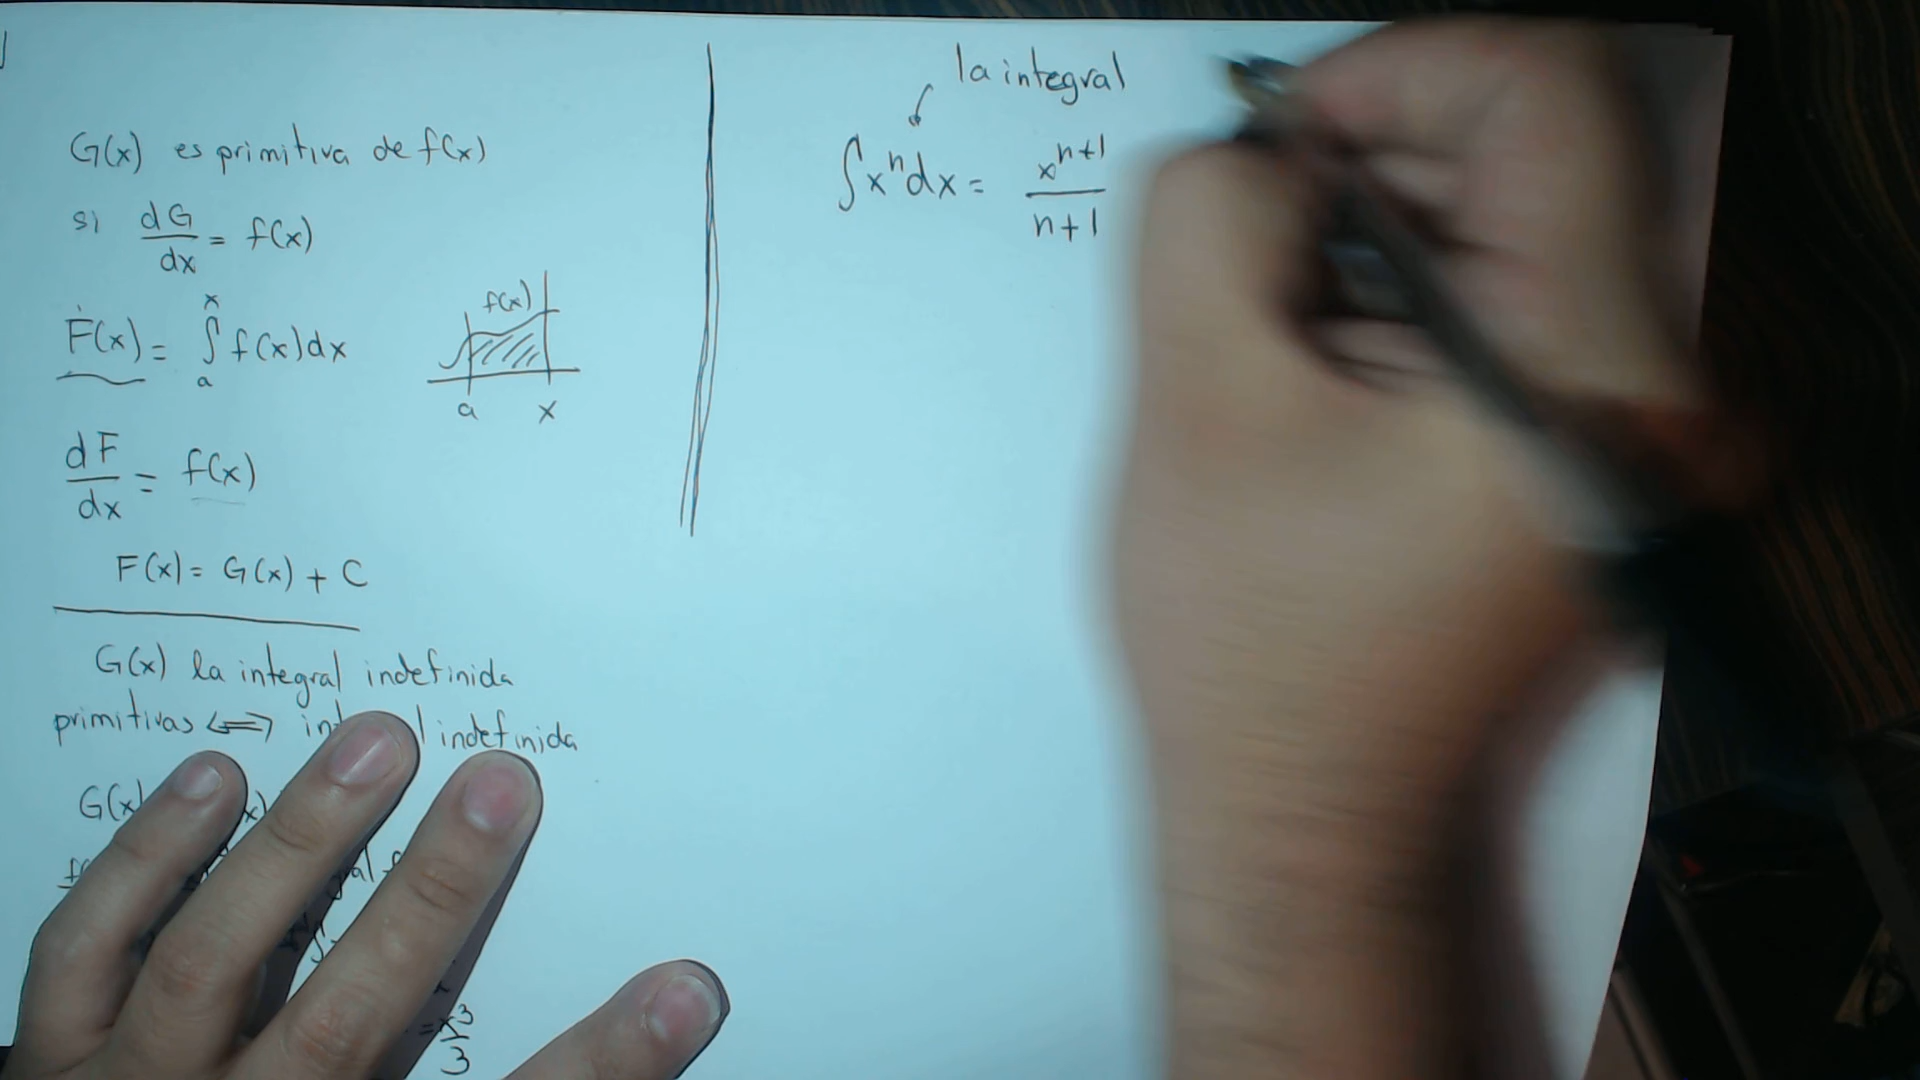 G(x) es primitiva de f(x)
si dG/dx = f(x)
F(x) = ∫ₐˣ f(x)dx
f(x)
a x
dF/dx = f(x)
F(x) = G(x) + C
G(x) la integral indefinida
primitivas ⟺ indefinida
G(x)
= x³/3
la integral
∫xⁿdx = xⁿ⁺¹/n+1